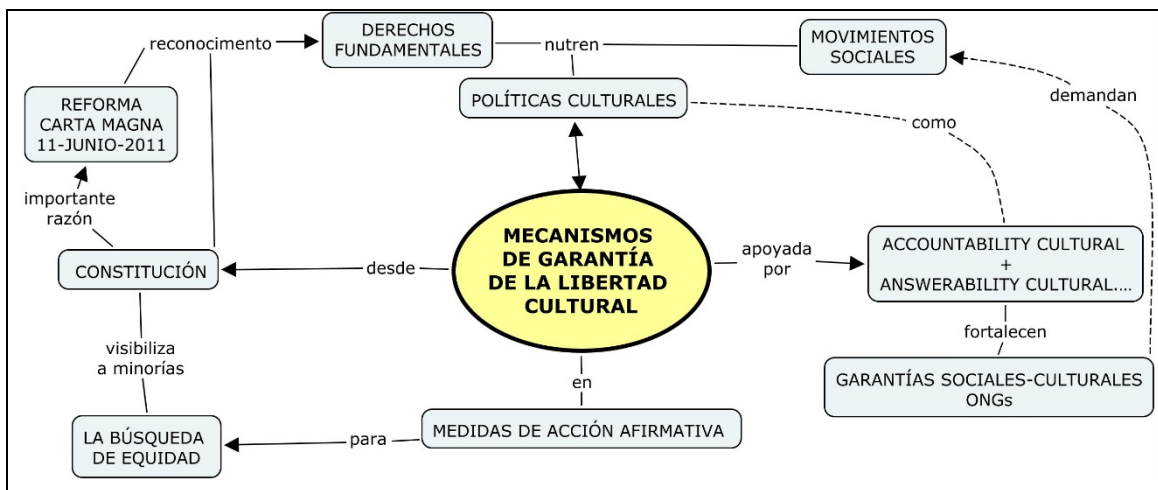 reconocimento
DERECHOS
FUNDAMENTALES
nutren
MOVIMIENTOS
SOCIALES
REFORMA
CARTA MAGNA
11-JUNIO-2011
POLÍTICAS CULTURALES
demandan
como
importante
razón
CONSTITUCIÓN
desde
MECANISMOS
DE GARANTÍA
DE LA LIBERTAD
CULTURAL
apoyada
por
ACCOUNTABILITY CULTURAL
+
ANSWERABILITY CULTURAL....
fortalecen
visibiliza
a minorías
en
GARANTÍAS SOCIALES-CULTURALES
ONGs
LA BÚSQUEDA
DE EQUIDAD
para
MEDIDAS DE ACCIÓN AFIRMATIVA